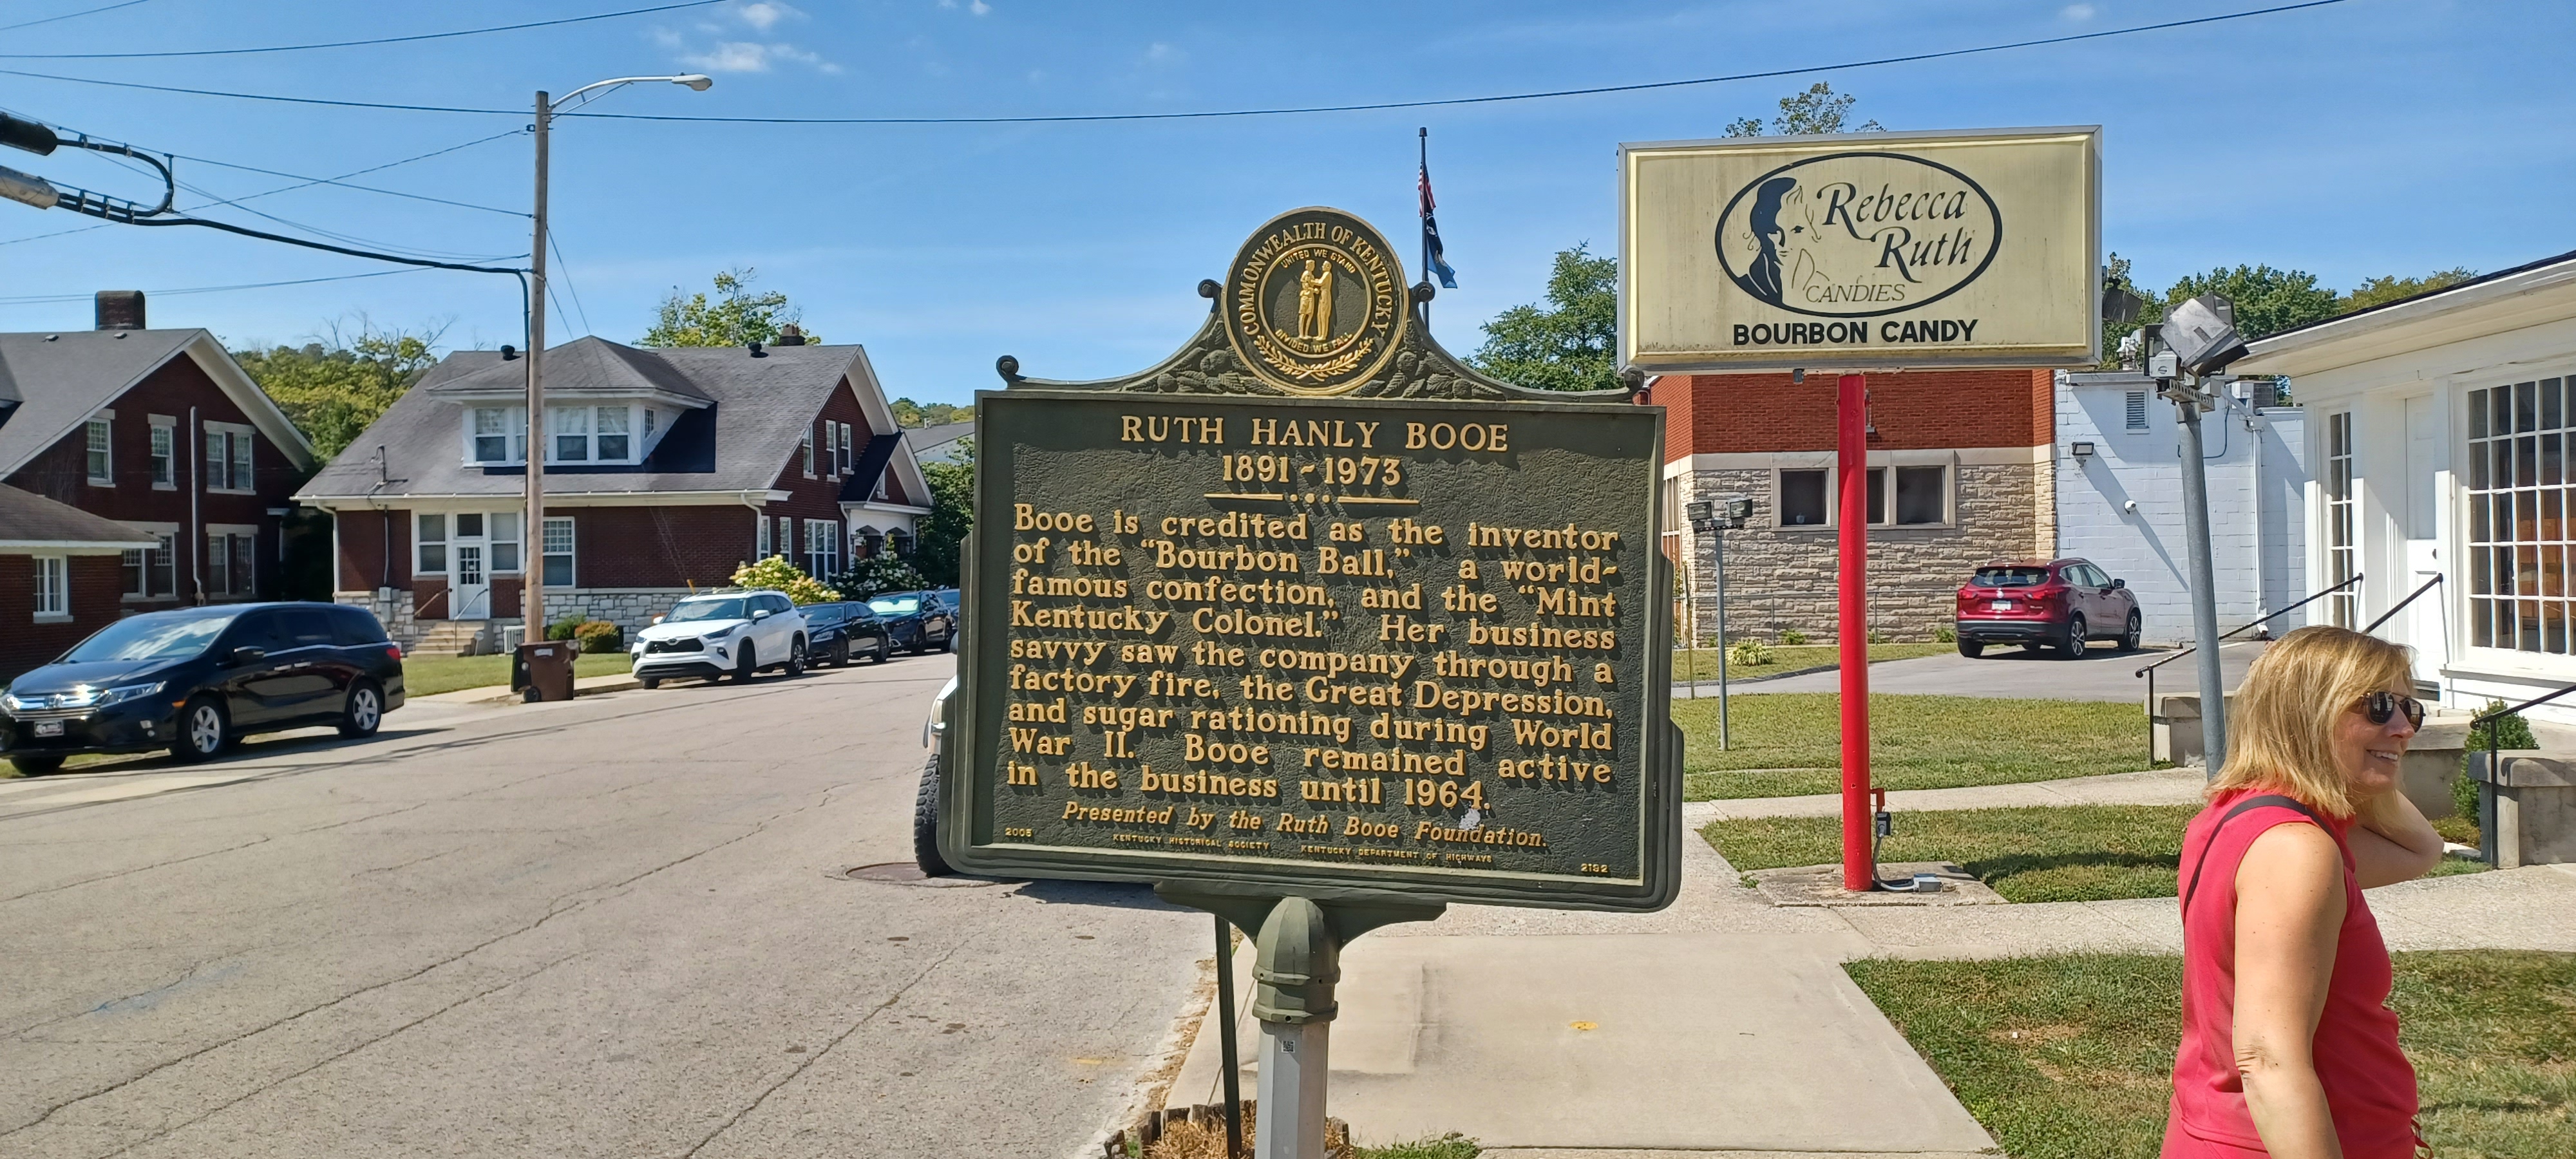 COMMONWEALTH OF KENTUCKY
UNITED WE STAND
DIVIDED WE FALL
RUTH HANLY BOOE
1891~1973
Booe is credited as the inventor
of the "Bourbon Ball," a world-
famous confection, and the "Mint
Kentucky Colonel." Her business
savvy saw the company through a
factory fire, the Great Depression,
and sugar rationing during World
War II. Booe remained active
in the business until 1964.
Presented by the Ruth Booe Foundation.
2005
KENTUCKY HISTORICAL SOCIETY KENTUCKY DEPARTMENT OF HIGHWAYS
2192
Rebecca
Ruth
CANDIES
BOURBON CANDY